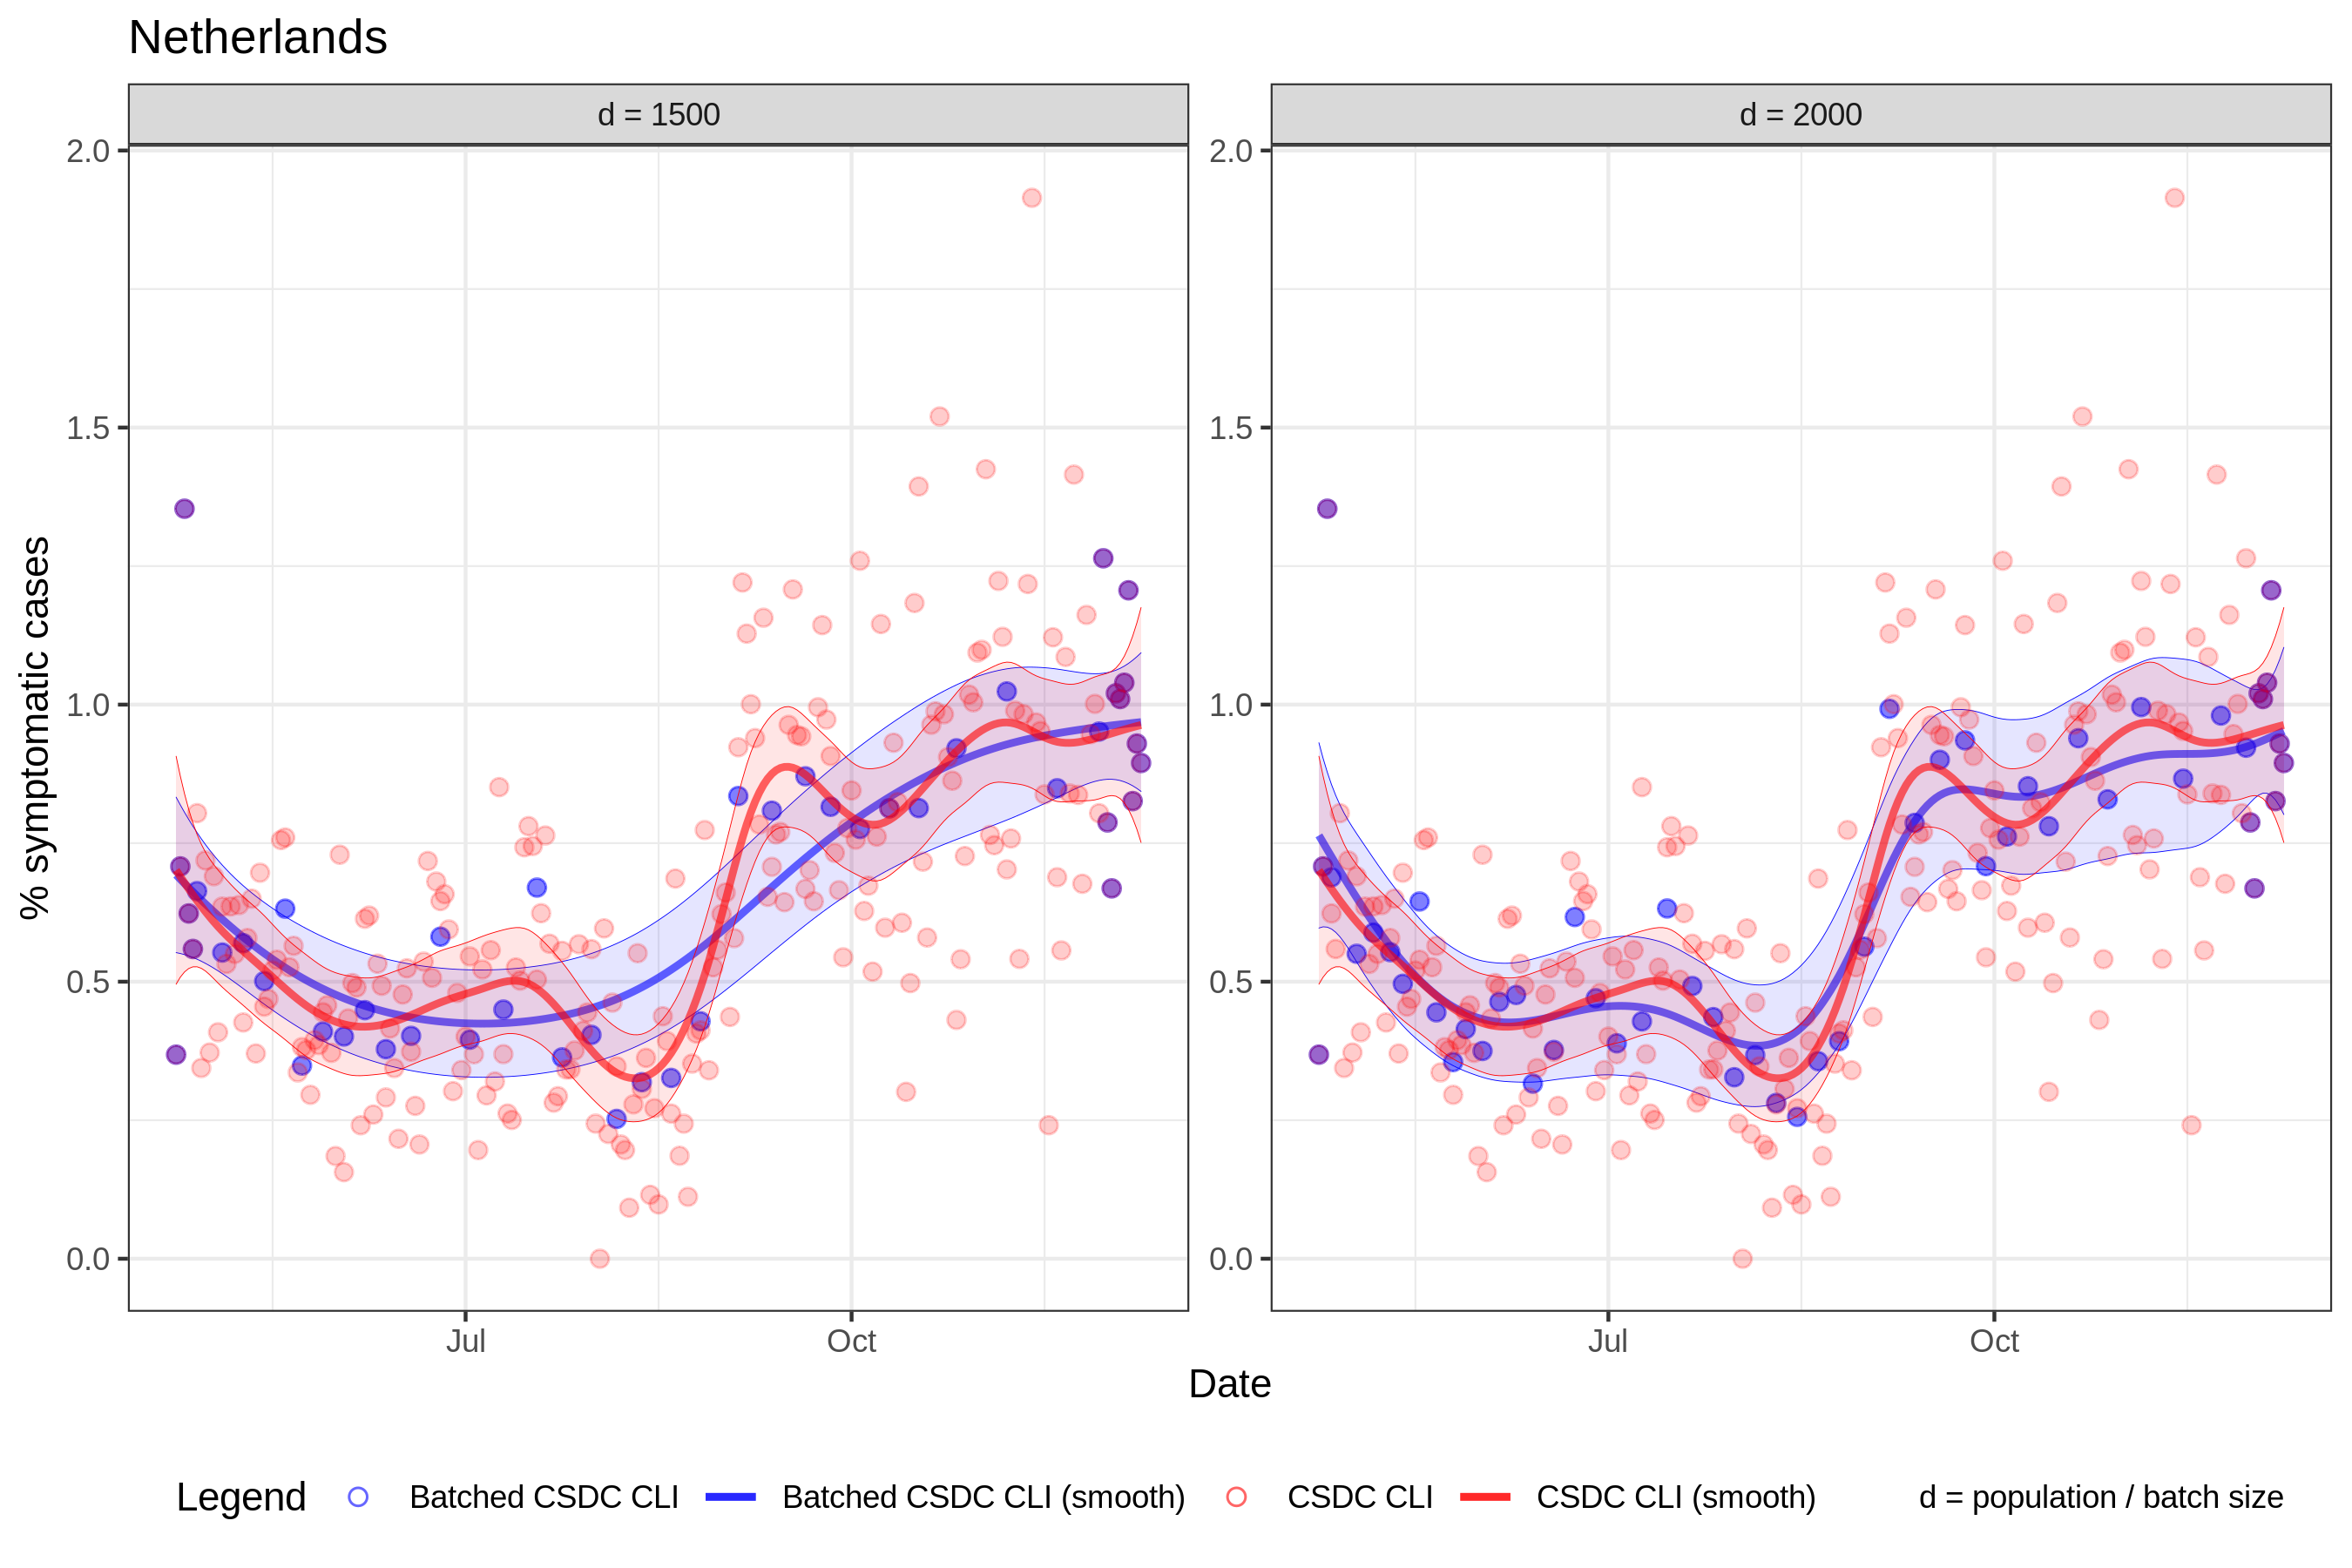 Netherlands
d = 1500
d = 2000
2.0
1.5
1.0
0.5
0.0
2.0
1.5
1.0
0.5
0.0
% symptomatic cases
Jul
Oct
Jul
Oct
Date
Legend
Batched CSDC CLI
Batched CSDC CLI (smooth)
CSDC CLI
CSDC CLI (smooth)
d = population / batch size